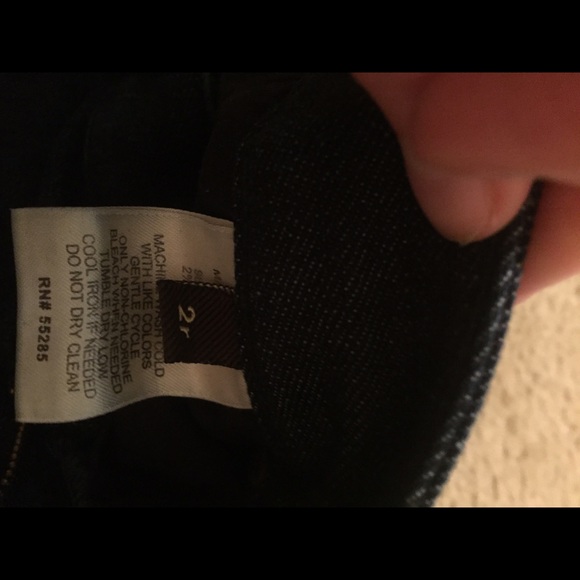 2r
MACHINE WASH COLD
WITH LIKE COLORS
GENTLE CYCLE
ONLY NON-CHLORINE
BLEACH WHEN NEEDED
TUMBLE DRY LOW
COOL IRON IF NEEDED
DO NOT DRY CLEAN
RN# 55285